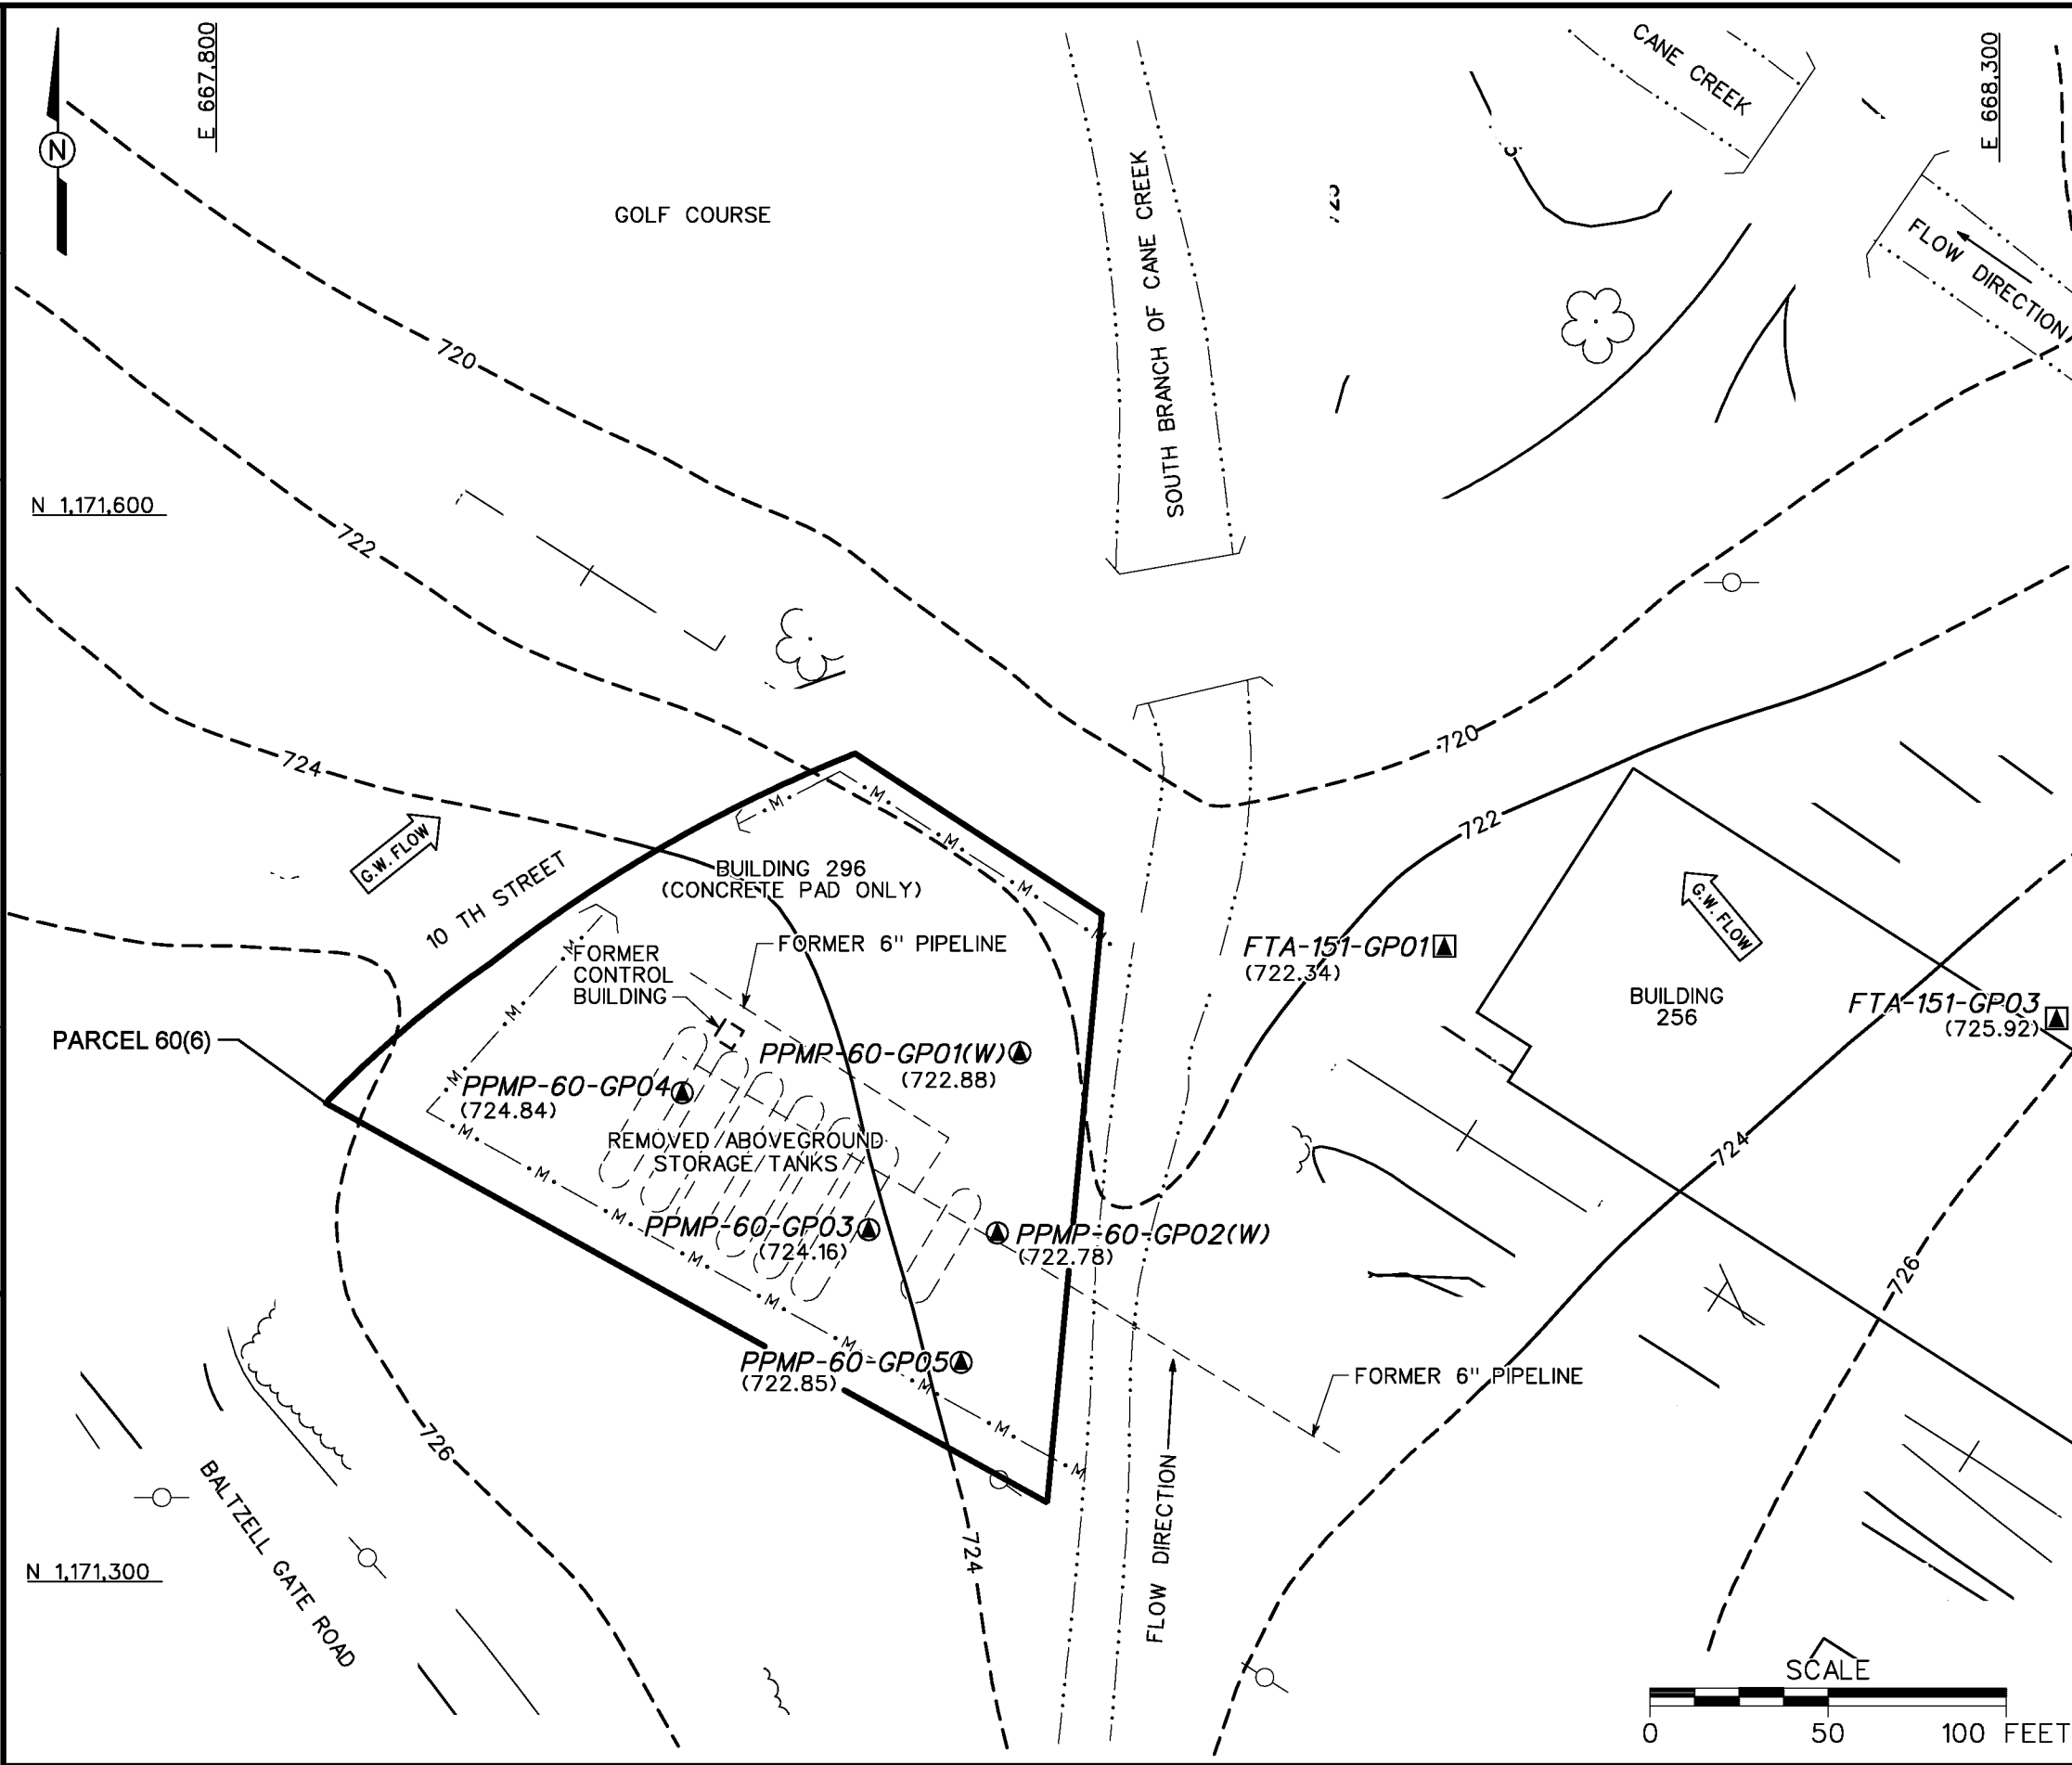 E 667,800
CANE CREEK
E 668,300
N
GOLF COURSE
SOUTH BRANCH OF CANE CREEK
FLOW DIRECTION
720
N 1,171,600
722
724
720
722
G.W. FLOW
10 TH STREET
BUILDING 296
(CONCRETE PAD ONLY)
G.W. FLOW
FORMER
CONTROL
BUILDING
FORMER 6" PIPELINE
FTA-151-GP01
(722.34)
BUILDING
256
FTA-151-GP03
(725.92)
PARCEL 60(6)
PPMP-60-GP01(W)
(722.88)
PPMP-60-GP04
(724.84)
REMOVED ABOVEGROUND
STORAGE TANKS
724
PPMP-60-GP03
(724.16)
PPMP-60-GP02(W)
(722.78)
726
PPMP-60-GP05
(722.85)
FORMER 6" PIPELINE
726
BALTZELL GATE ROAD
FLOW DIRECTION
724
N 1,171,300
SCALE
0 50 100 FEET
M M M M M M M M M M M M M M M M M